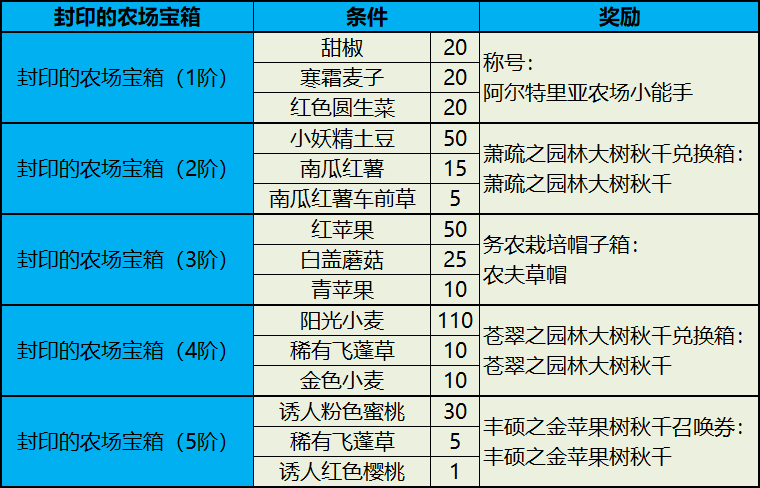 封印的农场宝箱 条件 奖励
封印的农场宝箱（1阶） 甜椒 20 称号：
寒霜麦子 20 阿尔特里亚农场小能手
红色圆生菜 20
封印的农场宝箱（2阶） 小妖精土豆 50 萧疏之园林大树秋千兑换箱：
南瓜红薯 15 萧疏之园林大树秋千
南瓜红薯车前草 5
封印的农场宝箱（3阶） 红苹果 50 务农栽培帽子箱：
白盖蘑菇 25 农夫草帽
青苹果 10
封印的农场宝箱（4阶） 阳光小麦 110 苍翠之园林大树秋千兑换箱：
稀有飞蓬草 10 苍翠之园林大树秋千
金色小麦 10
封印的农场宝箱（5阶） 诱人粉色蜜桃 30 丰硕之金苹果树秋千召唤券：
稀有飞蓬草 5 丰硕之金苹果树秋千
诱人红色樱桃 1